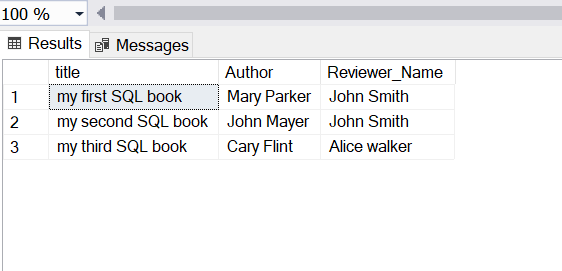 100 %
Results Messages
title Author Reviewer_Name
1 my first SQL book Mary Parker John Smith
2 my second SQL book John Mayer John Smith
3 my third SQL book Cary Flint Alice walker